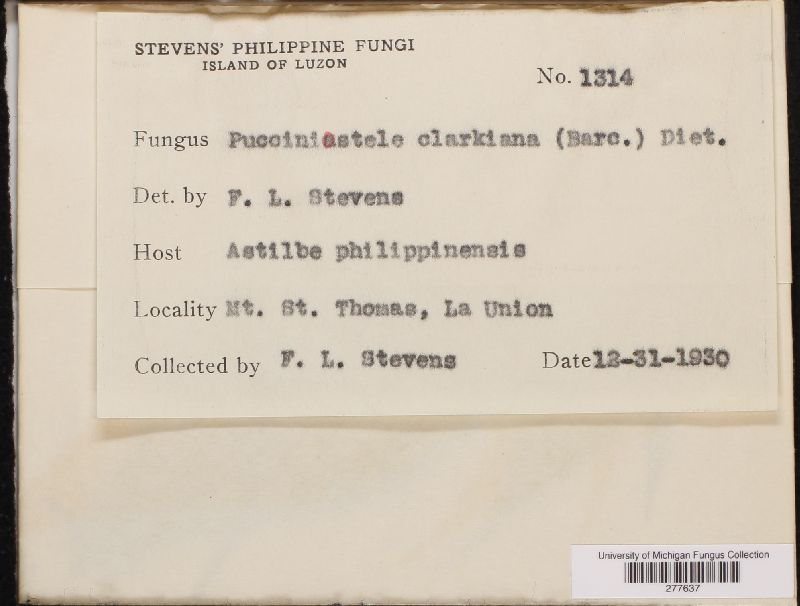 STEVENS' PHILIPPINE FUNGI
ISLAND OF LUZON
No. 1314
Fungus Pucciniostele clarkiana (Barc.) Diet.
Det. by F. L. Stevens
Host Astilbe philippinensis
Locality Mt. St. Thomas, La Union
Collected by F. L. Stevens Date 12-31-1930
University of Michigan Fungus Collection
277637